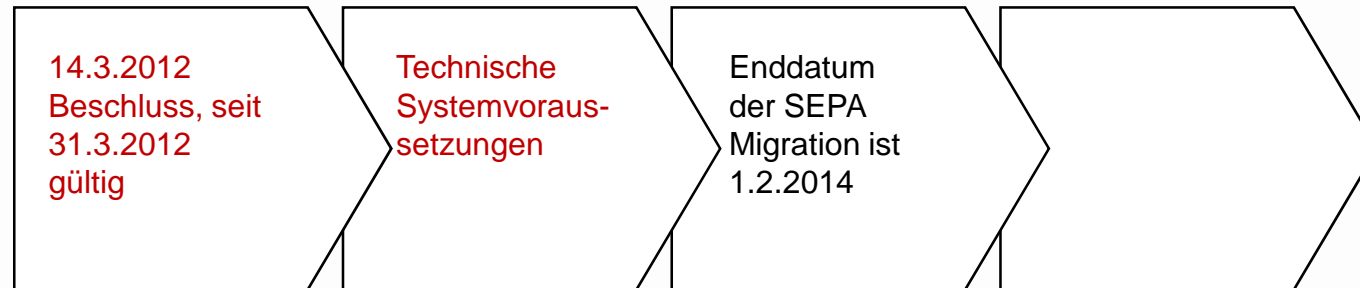 14.3.2012
Beschluss, seit
31.3.2012
gültig
Technische
Systemvoraus-
setzungen
Enddatum
der SEPA
Migration ist
1.2.2014